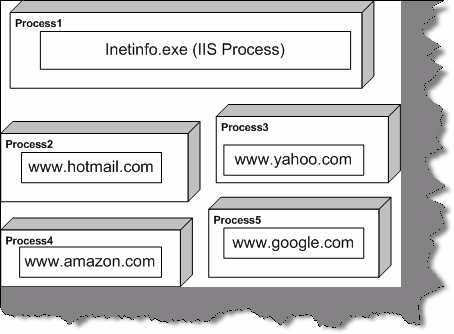 Process1
Inetinfo.exe (IIS Process)
Process3
www.yahoo.com
Process2
www.hotmail.com
Process5
www.google.com
Process4
www.amazon.com